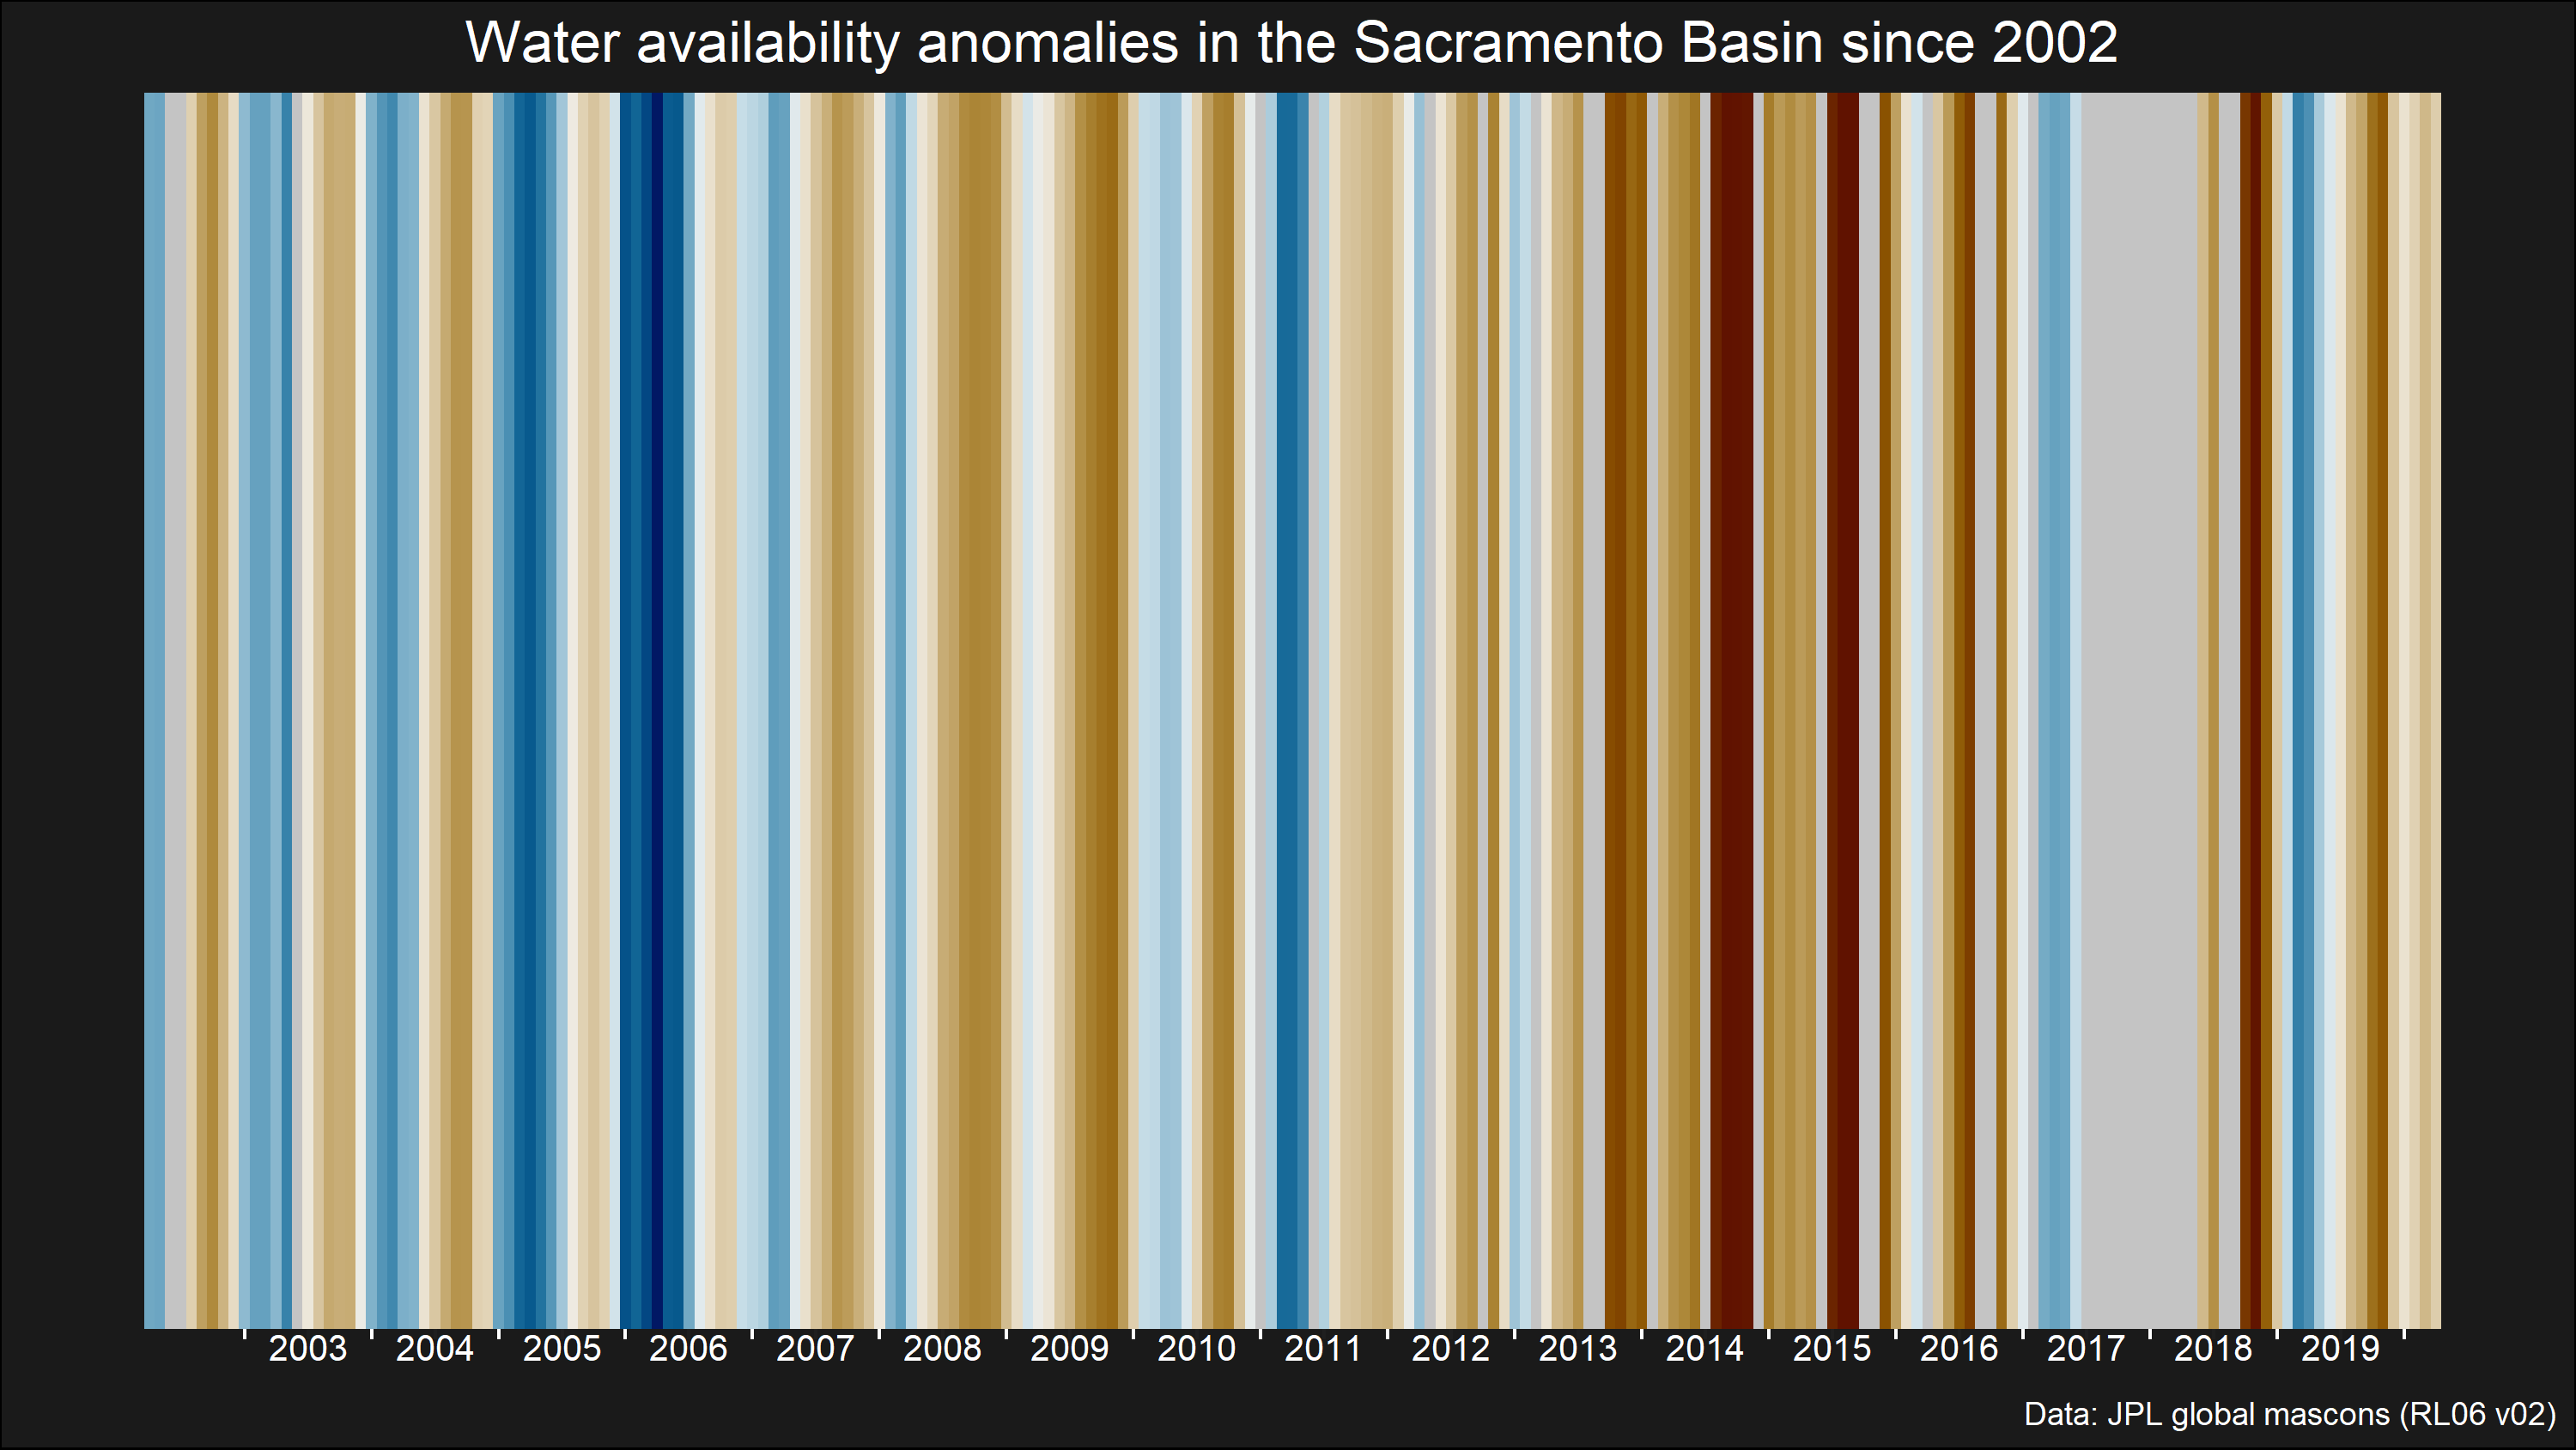 Water availability anomalies in the Sacramento Basin since 2002
2003 2004 2005 2006 2007 2008 2009 2010 2011 2012 2013 2014 2015 2016 2017 2018 2019
Data: JPL global mascons (RL06 v02)